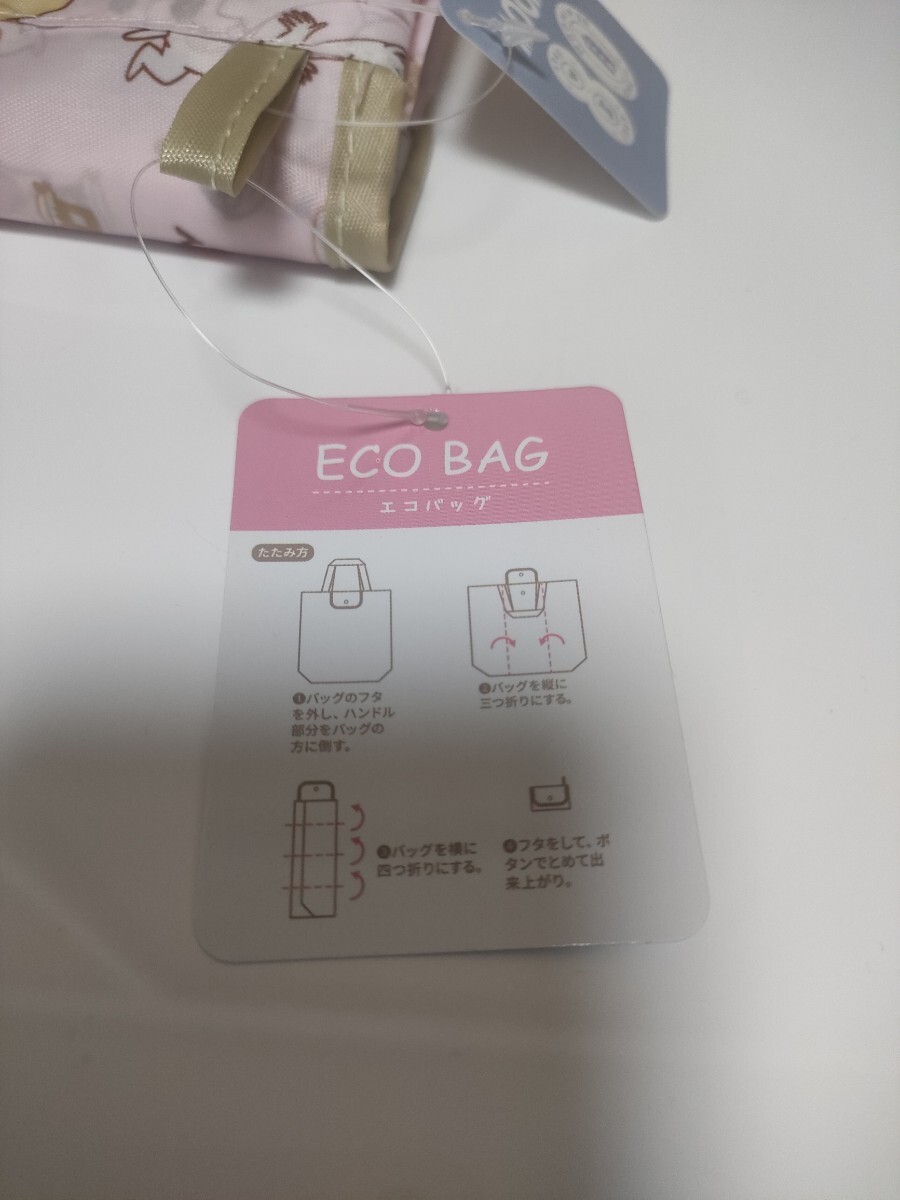 ECO BAG
エコバッグ
たたみ方
❶バッグのフタ
を外し、ハンドル
部分をバッグの
方に倒す。
❷バッグを縦に
三つ折りにする。
❸バッグを横に
四つ折りにする。
❹フタをして、ボ
タンでとめて出
来上がり。